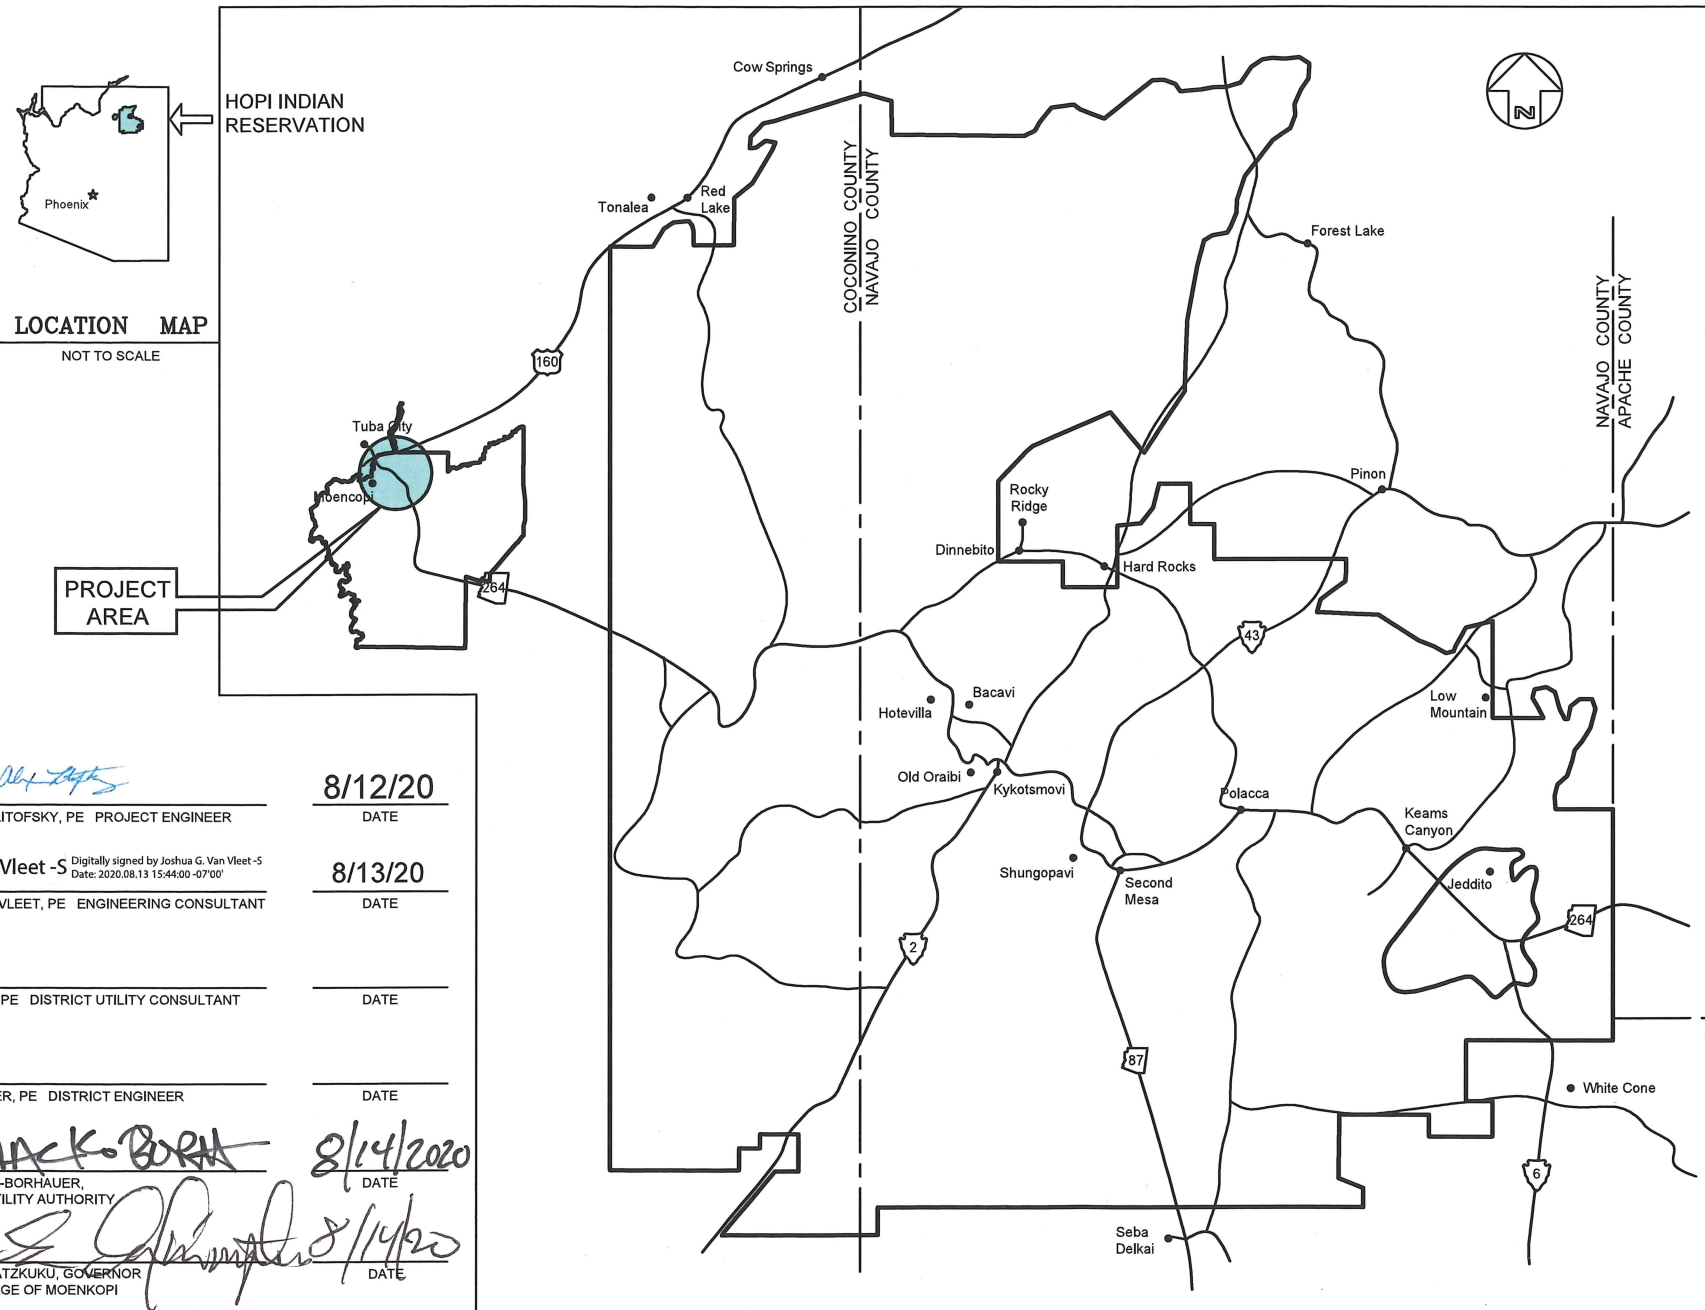 HOPI INDIAN
RESERVATION
Phoenix
LOCATION MAP
NOT TO SCALE
N
Cow Springs
COCONINO COUNTY
NAVAJO COUNTY
Tonalea
Red
Lake
Forest Lake
NAVAJO COUNTY
APACHE COUNTY
160
Tuba City
Moencopi
PROJECT
AREA
264
Pinon
Rocky
Ridge
Dinnebito
Hard Rocks
43
Bacavi
Hotevilla
Low
Mountain
Old Oraibi
Kykotsmovi
Polacca
Keams
Canyon
Shungopavi
Second
Mesa
Jeddito
264
2
87
White Cone
6
Seba
Delkai
8/12/20
ITOFSKY, PE PROJECT ENGINEER
DATE
Vleet -S Digitally signed by Joshua G. Van Vleet -S
Date: 2020.08.13 15:44:00 -07'00'
8/13/20
VLEET, PE ENGINEERING CONSULTANT
DATE
PE DISTRICT UTILITY CONSULTANT
DATE
ER, PE DISTRICT ENGINEER
DATE
8/14/2020
-BORHAUER,
TILITY AUTHORITY
DATE
8/14/20
ATZKUKU, GOVERNOR
GE OF MOENKOPI
DATE